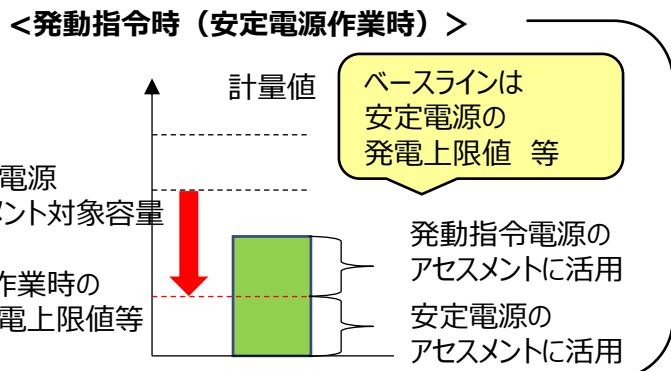 <発動指令時（安定電源作業時）>
計量値
ベースラインは
安定電源の
発電上限値 等
電源
ント対象容量
作業時の
電上限値等
発動指令電源の
アセスメントに活用
安定電源の
アセスメントに活用